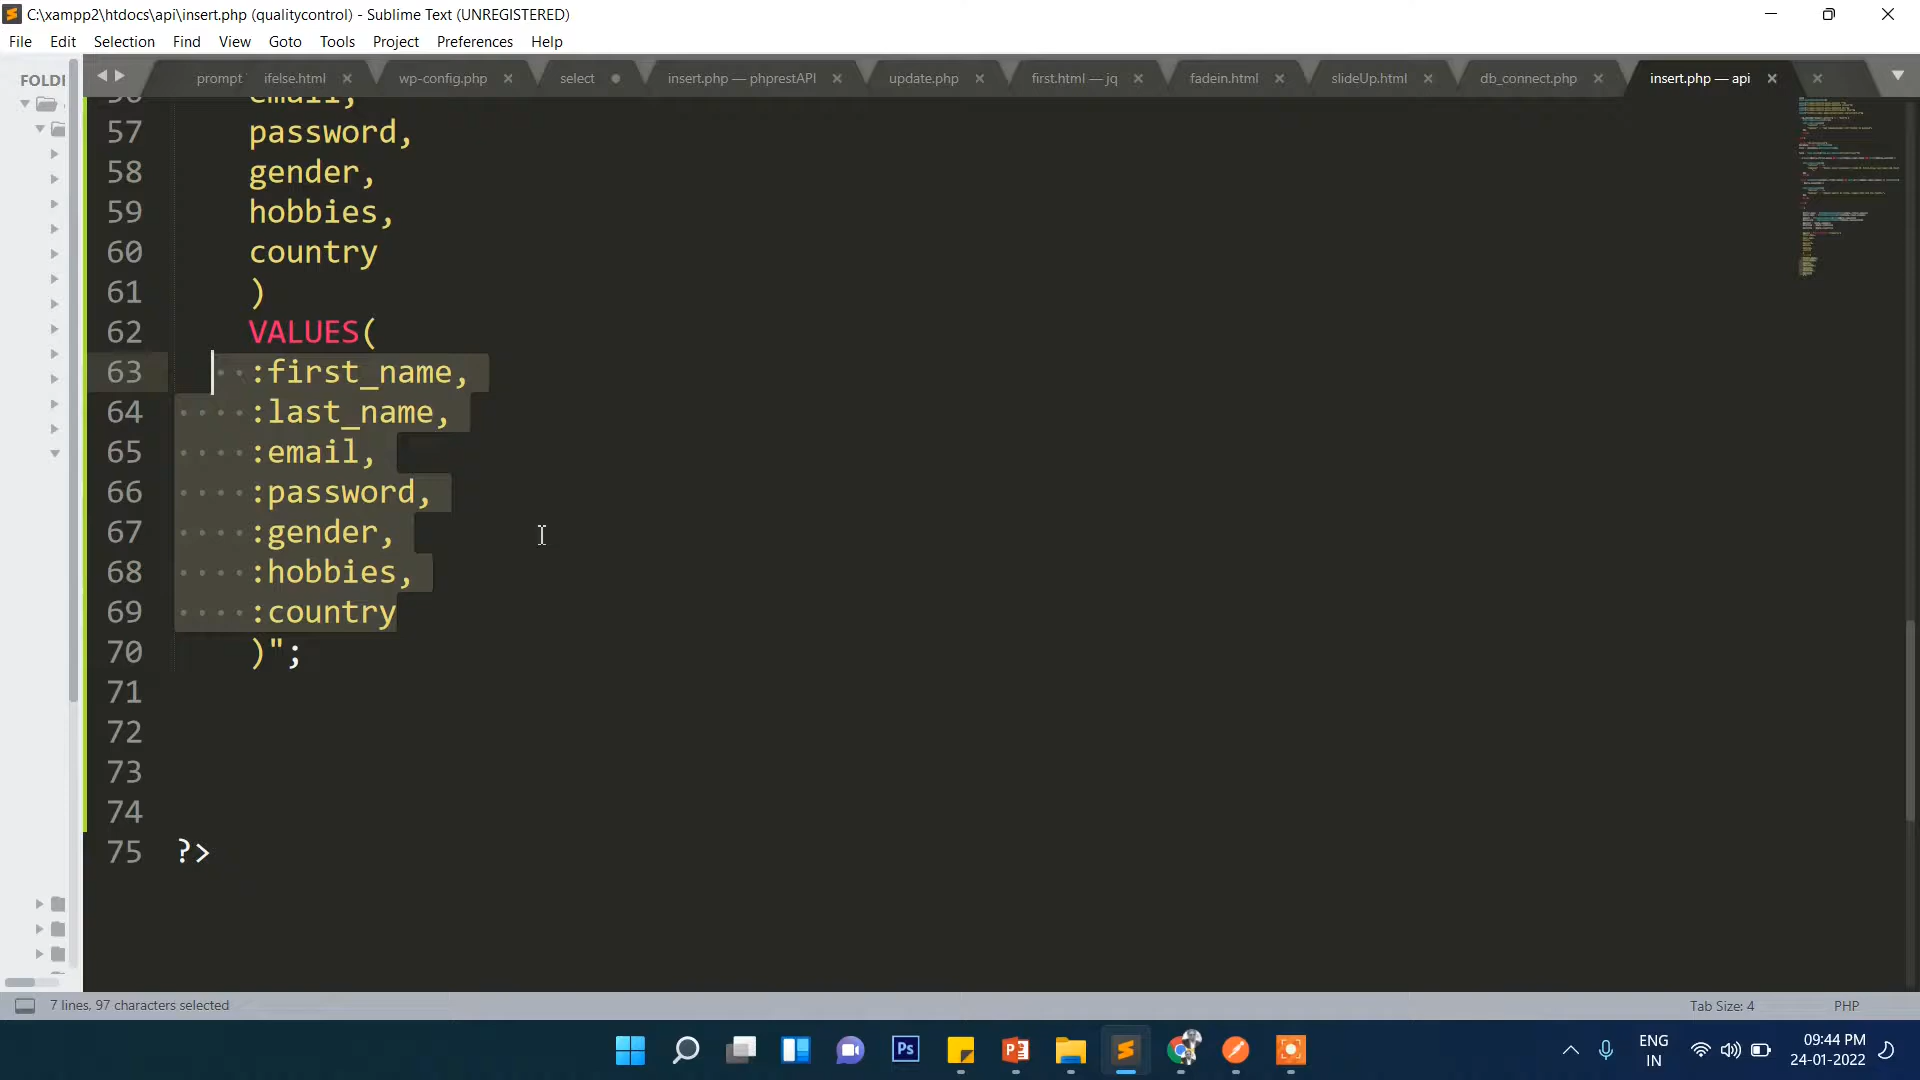 C:\xampp2\htdocs\api\insert.php (qualitycontrol) - Sublime Text (UNREGISTERED)
File Edit Selection Find View Goto Tools Project Preferences Help
FOLDI
prompt ifelse.html wp-config.php select insert.php — phprestAPI update.php first.html — jq fadein.html slideUp.html db_connect.php insert.php — api
56 email,
57 password,
58 gender,
59 hobbies,
60 country
61 )
62 VALUES(
63 :first_name,
64 :last_name,
65 :email,
66 :password,
67 :gender,
68 :hobbies,
69 :country
70 )";
71
72
73
74
75 ?>
7 lines, 97 characters selected Tab Size: 4 PHP
Ps
ENG
IN
09:44 PM
24-01-2022